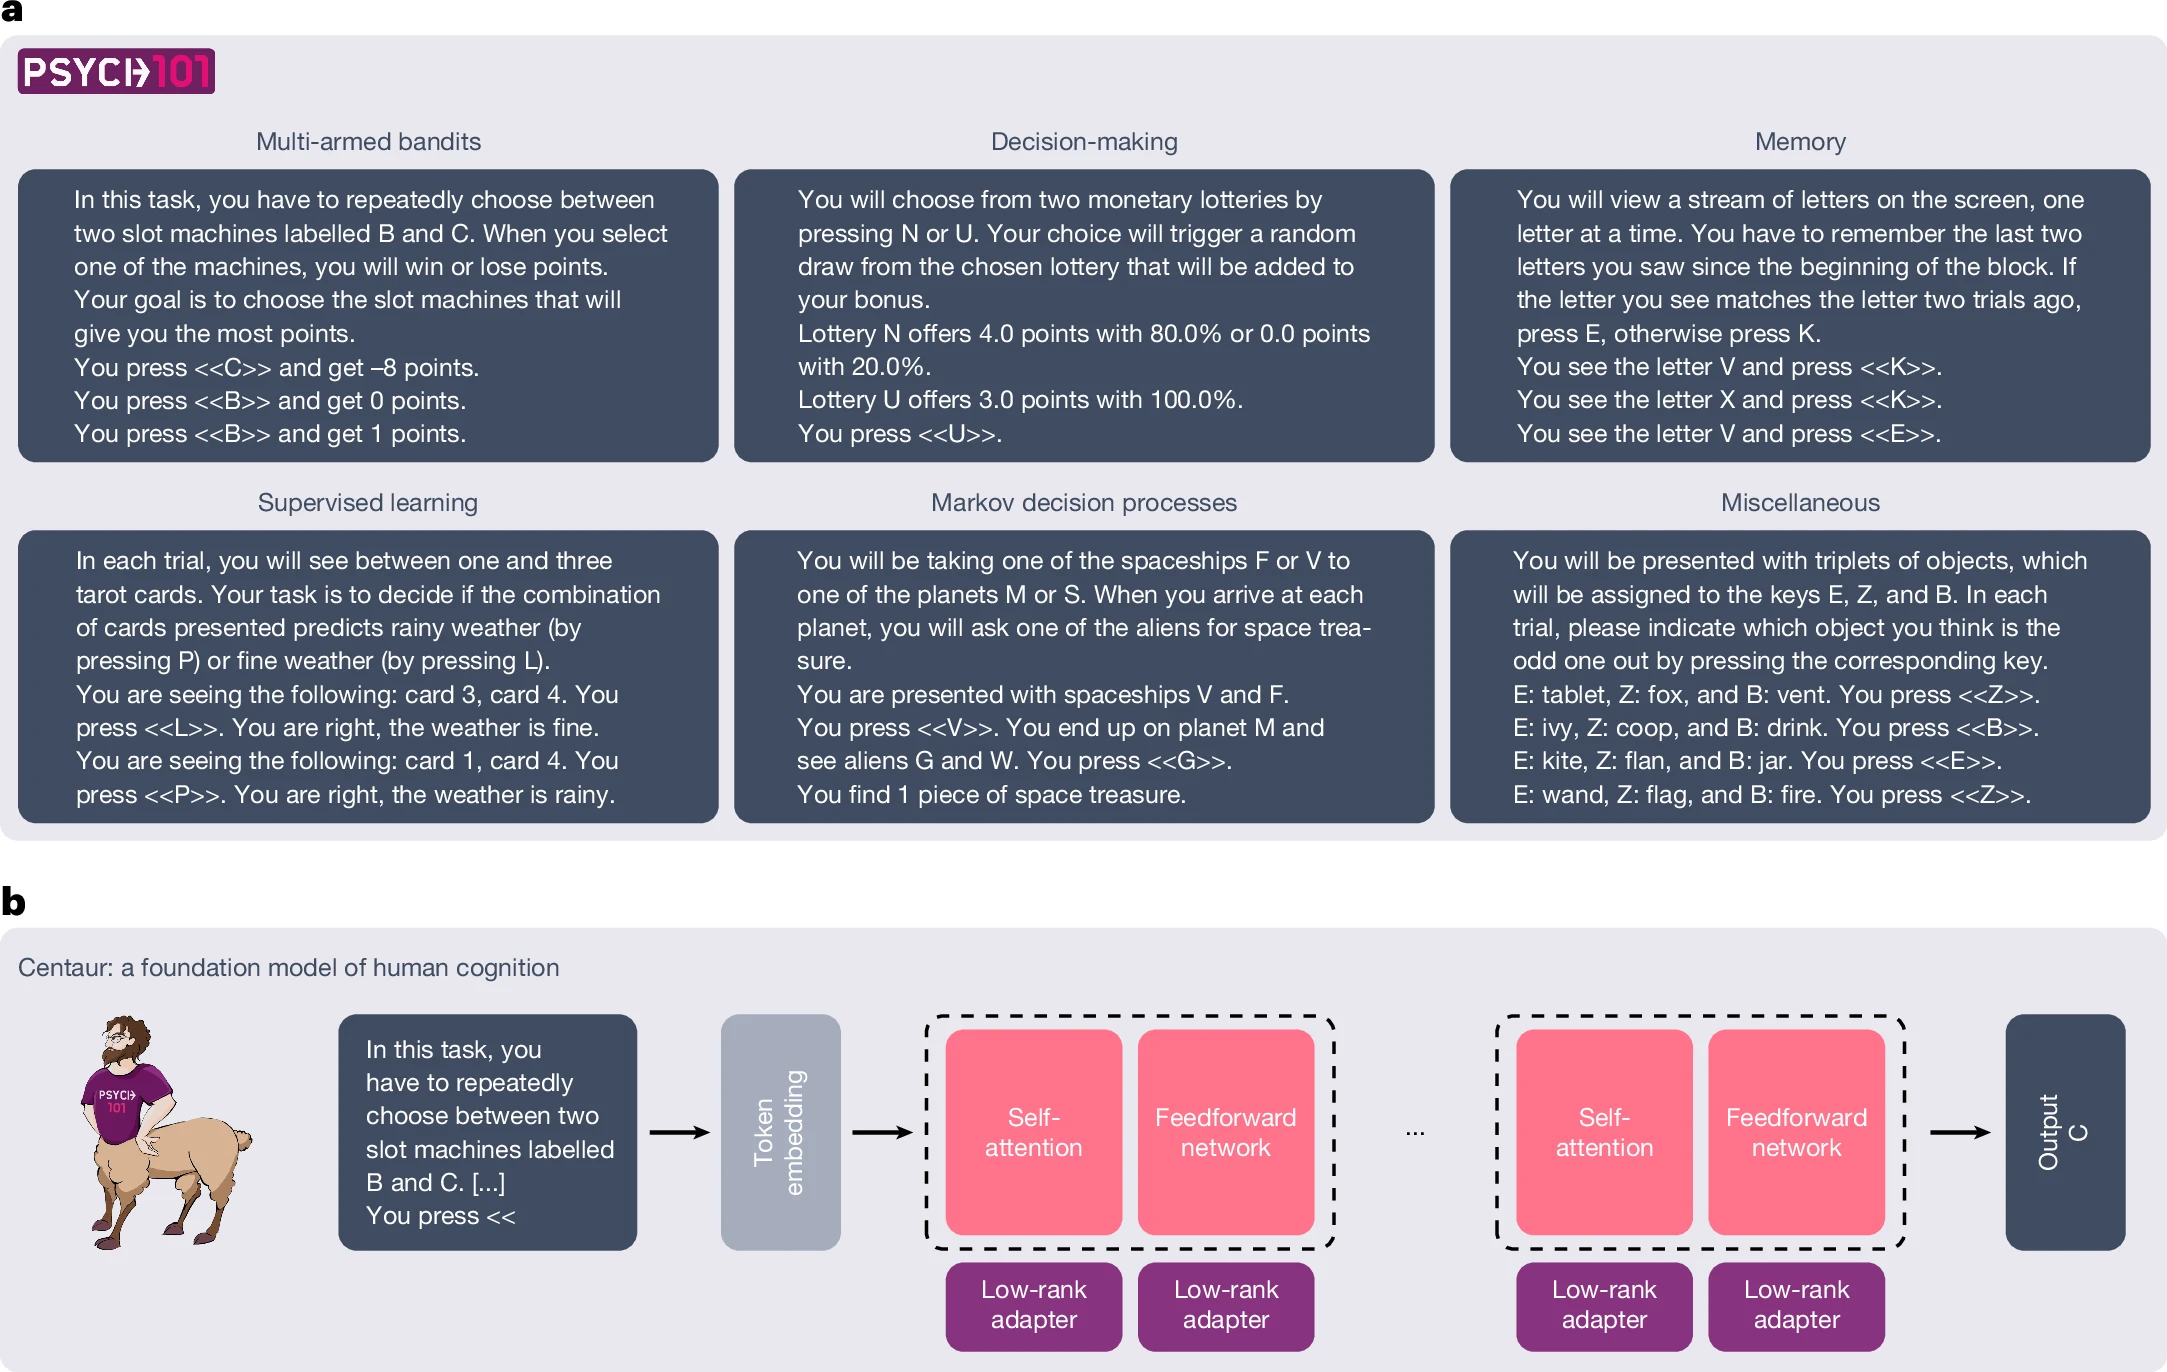 a
PSYCH101
Multi-armed bandits
In this task, you have to repeatedly choose between
two slot machines labelled B and C. When you select
one of the machines, you will win or lose points.
Your goal is to choose the slot machines that will
give you the most points.
You press <<C>> and get –8 points.
You press <<B>> and get 0 points.
You press <<B>> and get 1 points.
Decision-making
You will choose from two monetary lotteries by
pressing N or U. Your choice will trigger a random
draw from the chosen lottery that will be added to
your bonus.
Lottery N offers 4.0 points with 80.0% or 0.0 points
with 20.0%.
Lottery U offers 3.0 points with 100.0%.
You press <<U>>.
Memory
You will view a stream of letters on the screen, one
letter at a time. You have to remember the last two
letters you saw since the beginning of the block. If
the letter you see matches the letter two trials ago,
press E, otherwise press K.
You see the letter V and press <<K>>.
You see the letter X and press <<K>>.
You see the letter V and press <<E>>.
Supervised learning
In each trial, you will see between one and three
tarot cards. Your task is to decide if the combination
of cards presented predicts rainy weather (by
pressing P) or fine weather (by pressing L).
You are seeing the following: card 3, card 4. You
press <<L>>. You are right, the weather is fine.
You are seeing the following: card 1, card 4. You
press <<P>>. You are right, the weather is rainy.
Markov decision processes
You will be taking one of the spaceships F or V to
one of the planets M or S. When you arrive at each
planet, you will ask one of the aliens for space trea-
sure.
You are presented with spaceships V and F.
You press <<V>>. You end up on planet M and
see aliens G and W. You press <<G>>.
You find 1 piece of space treasure.
Miscellaneous
You will be presented with triplets of objects, which
will be assigned to the keys E, Z, and B. In each
trial, please indicate which object you think is the
odd one out by pressing the corresponding key.
E: tablet, Z: fox, and B: vent. You press <<Z>>.
E: ivy, Z: coop, and B: drink. You press <<B>>.
E: kite, Z: flan, and B: jar. You press <<E>>.
E: wand, Z: flag, and B: fire. You press <<Z>>.
b
Centaur: a foundation model of human cognition
PSYCH
101
In this task, you
have to repeatedly
choose between two
slot machines labelled
B and C. [...]
You press <<
Token
embedding
Self-
attention
Feedforward
network
Low-rank
adapter
Low-rank
adapter
...
Self-
attention
Feedforward
network
Low-rank
adapter
Low-rank
adapter
Output
C